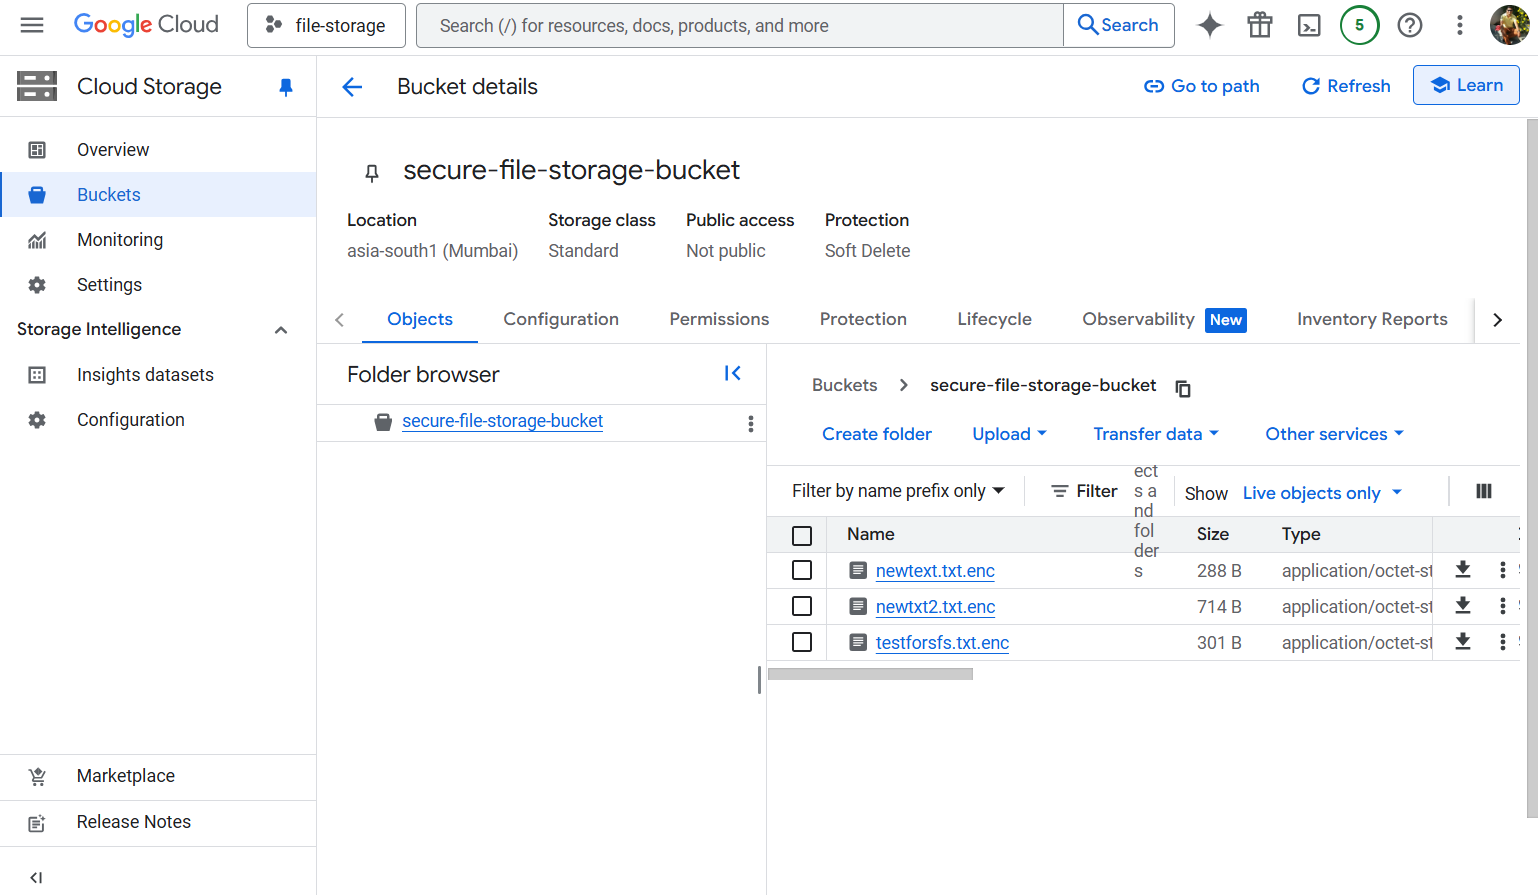 Google Cloud
file-storage
Search (/) for resources, docs, products, and more
Search
5
Cloud Storage
Bucket details
Go to path
Refresh
Learn
Overview
Buckets
Monitoring
Settings
Storage Intelligence
Insights datasets
Configuration
Marketplace
Release Notes
secure-file-storage-bucket
Location Storage class Public access Protection
asia-south1 (Mumbai) Standard Not public Soft Delete
Objects Configuration Permissions Protection Lifecycle Observability New Inventory Reports
Folder browser
secure-file-storage-bucket
Buckets secure-file-storage-bucket
Create folder Upload Transfer data Other services
Filter by name prefix only Filter
ects and folders
Show Live objects only
Name Size Type
newtext.txt.enc 288 B application/octet-st
newtxt2.txt.enc 714 B application/octet-st
testforsfs.txt.enc 301 B application/octet-st